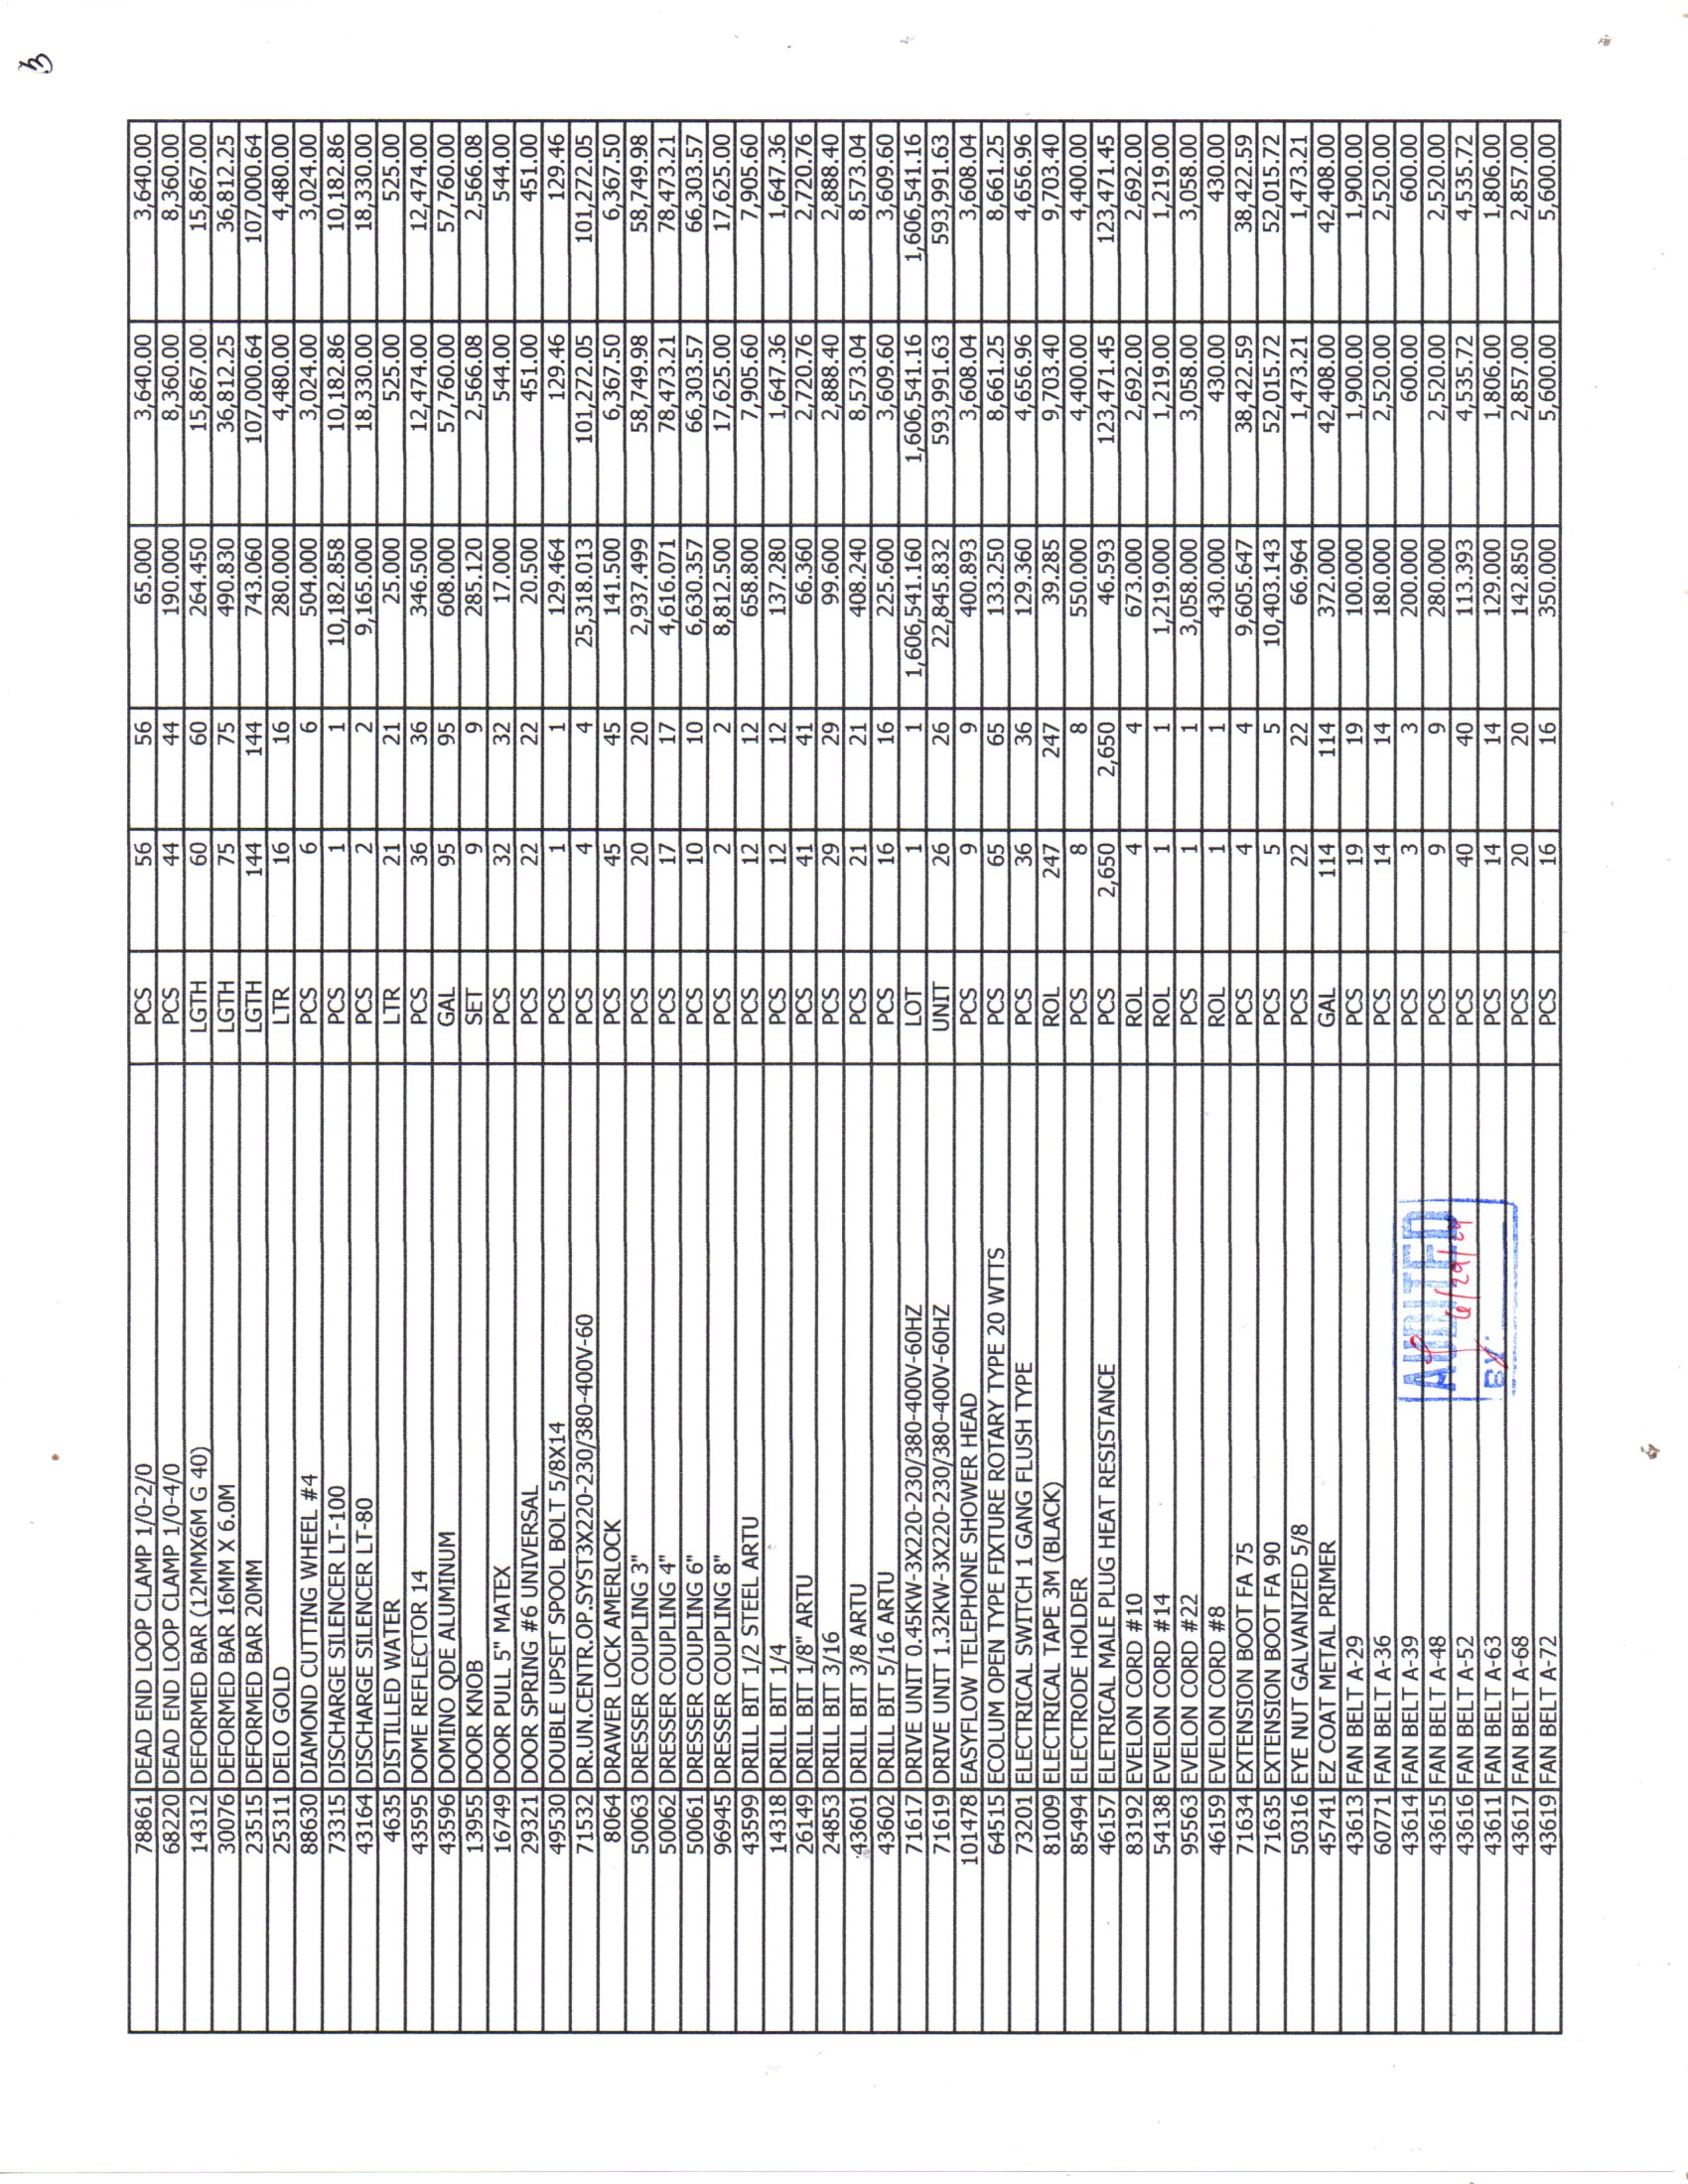 3
78861 DEAD END LOOP CLAMP 1/0-2/0 PCS 56 56 65.000 3,640.00 3,640.00
68220 DEAD END LOOP CLAMP 1/0-4/0 PCS 44 44 190.000 8,360.00 8,360.00
14312 DEFORMED BAR (12MMX6M G 40) LGTH 60 60 264.450 15,867.00 15,867.00
30076 DEFORMED BAR 16MM X 6.0M LGTH 75 75 490.830 36,812.25 36,812.25
23515 DEFORMED BAR 20MM LGTH 144 144 743.060 107,000.64 107,000.64
25311 DELO GOLD LTR 16 16 280.000 4,480.00 4,480.00
88630 DIAMOND CUTTING WHEEL #4 PCS 6 6 504.000 3,024.00 3,024.00
73315 DISCHARGE SILENCER LT-100 PCS 1 1 10,182.858 10,182.86 10,182.86
43164 DISCHARGE SILENCER LT-80 PCS 2 2 9,165.000 18,330.00 18,330.00
4635 DISTILLED WATER LTR 21 21 25.000 525.00 525.00
43595 DOME REFLECTOR 14 PCS 36 36 346.500 12,474.00 12,474.00
43596 DOMINO QDE ALUMINUM GAL 95 95 608.000 57,760.00 57,760.00
13955 DOOR KNOB SET 9 9 285.120 2,566.08 2,566.08
16749 DOOR PULL 5" MATEX PCS 32 32 17.000 544.00 544.00
29321 DOOR SPRING #6 UNIVERSAL PCS 22 22 20.500 451.00 451.00
49530 DOUBLE UPSET SPOOL BOLT 5/8X14 PCS 1 1 129.464 129.46 129.46
71532 DR.UN.CENTR.OP.SYST3X220-230/380-400V-60 PCS 4 4 25,318.013 101,272.05 101,272.05
8064 DRAWER LOCK AMERLOCK PCS 45 45 141.500 6,367.50 6,367.50
50063 DRESSER COUPLING 3" PCS 20 20 2,937.499 58,749.98 58,749.98
50062 DRESSER COUPLING 4" PCS 17 17 4,616.071 78,473.21 78,473.21
50061 DRESSER COUPLING 6" PCS 10 10 6,630.357 66,303.57 66,303.57
96945 DRESSER COUPLING 8" PCS 2 2 8,812.500 17,625.00 17,625.00
43599 DRILL BIT 1/2 STEEL ARTU PCS 12 12 658.800 7,905.60 7,905.60
14318 DRILL BIT 1/4 PCS 12 12 137.280 1,647.36 1,647.36
26149 DRILL BIT 1/8" ARTU PCS 41 41 66.360 2,720.76 2,720.76
24853 DRILL BIT 3/16 PCS 29 29 99.600 2,888.40 2,888.40
43601 DRILL BIT 3/8 ARTU PCS 21 21 408.240 8,573.04 8,573.04
43602 DRILL BIT 5/16 ARTU PCS 16 16 225.600 3,609.60 3,609.60
71617 DRIVE UNIT 0.45KW-3X220-230/380-400V-60HZ LOT 1 1 1,606,541.160 1,606,541.16 1,606,541.16
71619 DRIVE UNIT 1.32KW-3X220-230/380-400V-60HZ UNIT 26 26 22,845.832 593,991.63 593,991.63
101478 EASYFLOW TELEPHONE SHOWER HEAD PCS 9 9 400.893 3,608.04 3,608.04
64515 ECOLUM OPEN TYPE FIXTURE ROTARY TYPE 20 WTTS PCS 65 65 133.250 8,661.25 8,661.25
73201 ELECTRICAL SWITCH 1 GANG FLUSH TYPE PCS 36 36 129.360 4,656.96 4,656.96
81009 ELECTRICAL TAPE 3M (BLACK) ROL 247 247 39.285 9,703.40 9,703.40
85494 ELECTRODE HOLDER PCS 8 8 550.000 4,400.00 4,400.00
46157 ELETRICAL MALE PLUG HEAT RESISTANCE PCS 2,650 2,650 46.593 123,471.45 123,471.45
83192 EVELON CORD #10 ROL 4 4 673.000 2,692.00 2,692.00
54138 EVELON CORD #14 ROL 1 1 1,219.000 1,219.00 1,219.00
95563 EVELON CORD #22 PCS 1 1 3,058.000 3,058.00 3,058.00
46159 EVELON CORD #8 ROL 1 1 430.000 430.00 430.00
71634 EXTENSION BOOT FA 75 PCS 4 4 9,605.647 38,422.59 38,422.59
71635 EXTENSION BOOT FA 90 PCS 5 5 10,403.143 52,015.72 52,015.72
50316 EYE NUT GALVANIZED 5/8 PCS 22 22 66.964 1,473.21 1,473.21
45741 EZ COAT METAL PRIMER GAL 114 114 372.000 42,408.00 42,408.00
43613 FAN BELT A-29 PCS 19 19 100.000 1,900.00 1,900.00
60771 FAN BELT A-36 PCS 14 14 180.000 2,520.00 2,520.00
43614 FAN BELT A-39 PCS 3 3 200.000 600.00 600.00
43615 FAN BELT A-48 PCS 9 9 280.000 2,520.00 2,520.00
43616 FAN BELT A-52 PCS 40 40 113.393 4,535.72 4,535.72
43611 FAN BELT A-63 PCS 14 14 129.000 1,806.00 1,806.00
43617 FAN BELT A-68 PCS 20 20 142.850 2,857.00 2,857.00
43619 FAN BELT A-72 PCS 16 16 350.000 5,600.00 5,600.00
AUDITED
BY: